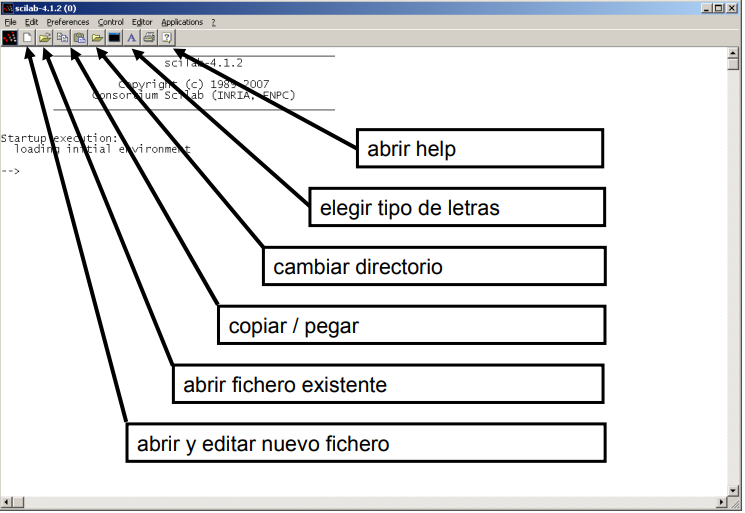 scilab-4.1.2 (0)
File Edit Preferences Control Editor Applications ?
scilab-4.1.2
Copyright (c) 1989-2007
Consortium Scilab (INRIA, ENPC)
Startup execution:
loading initial environment
-->
abrir help
elegir tipo de letras
cambiar directorio
copiar / pegar
abrir fichero existente
abrir y editar nuevo fichero